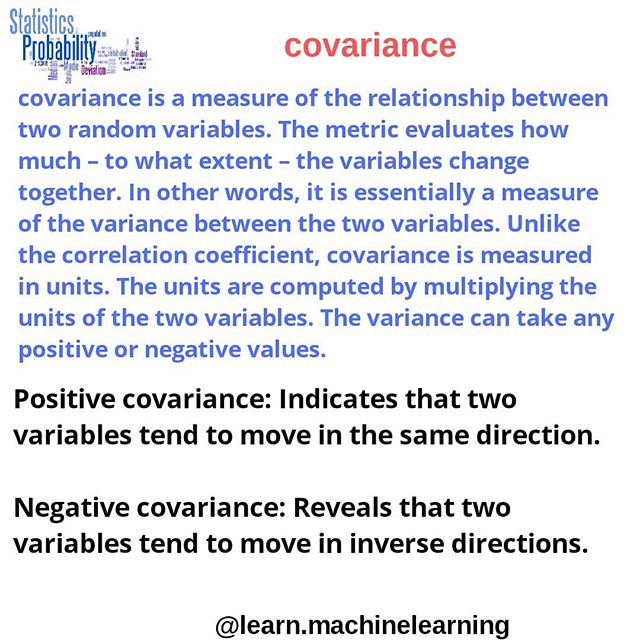 Statistics
Probability
Deviation
covariance
covariance is a measure of the relationship between
two random variables. The metric evaluates how
much – to what extent – the variables change
together. In other words, it is essentially a measure
of the variance between the two variables. Unlike
the correlation coefficient, covariance is measured
in units. The units are computed by multiplying the
units of the two variables. The variance can take any
positive or negative values.
Positive covariance: Indicates that two
variables tend to move in the same direction.
Negative covariance: Reveals that two
variables tend to move in inverse directions.
@learn.machinelearning